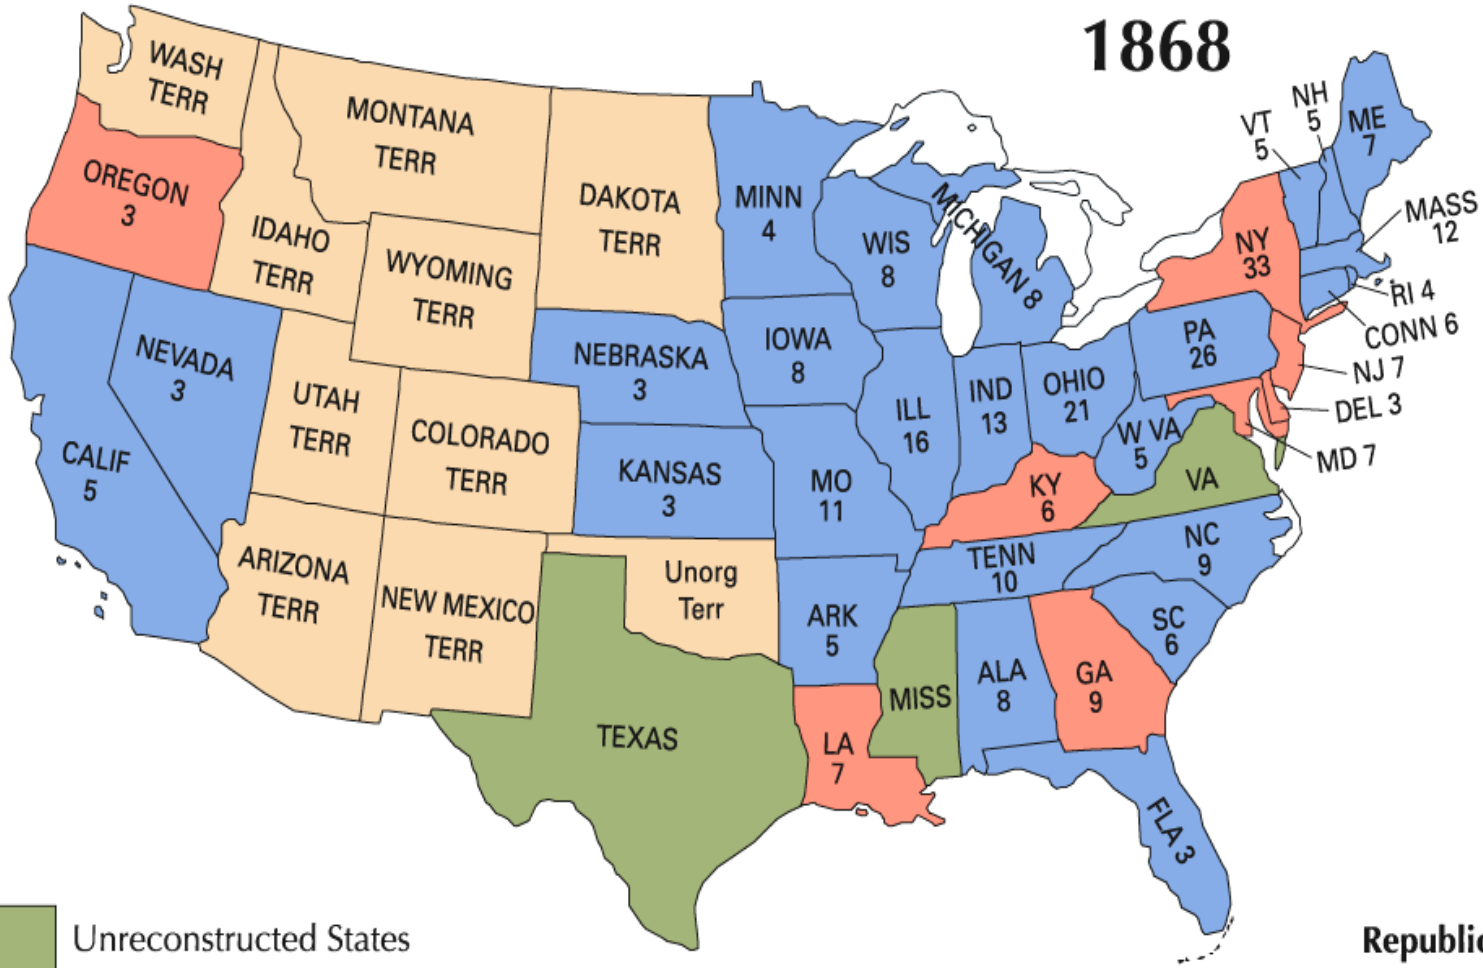 1868
WASH
TERR
MONTANA
TERR
OREGON
3
IDAHO
TERR
WYOMING
TERR
DAKOTA
TERR
MINN
4
WIS
8
MICHIGAN 8
VT
5
NH
5
ME
7
MASS
12
NY
33
RI 4
CONN 6
NJ 7
DEL 3
MD 7
PA
26
NEVADA
3
CALIF
5
UTAH
TERR
COLORADO
TERR
NEBRASKA
3
KANSAS
3
IOWA
8
MO
11
ILL
16
IND
13
OHIO
21
W VA
5
VA
KY
6
TENN
10
NC
9
SC
6
ARIZONA
TERR
NEW MEXICO
TERR
Unorg
Terr
TEXAS
ARK
5
LA
7
MISS
ALA
8
GA
9
FLA 3
Unreconstructed States
Republic